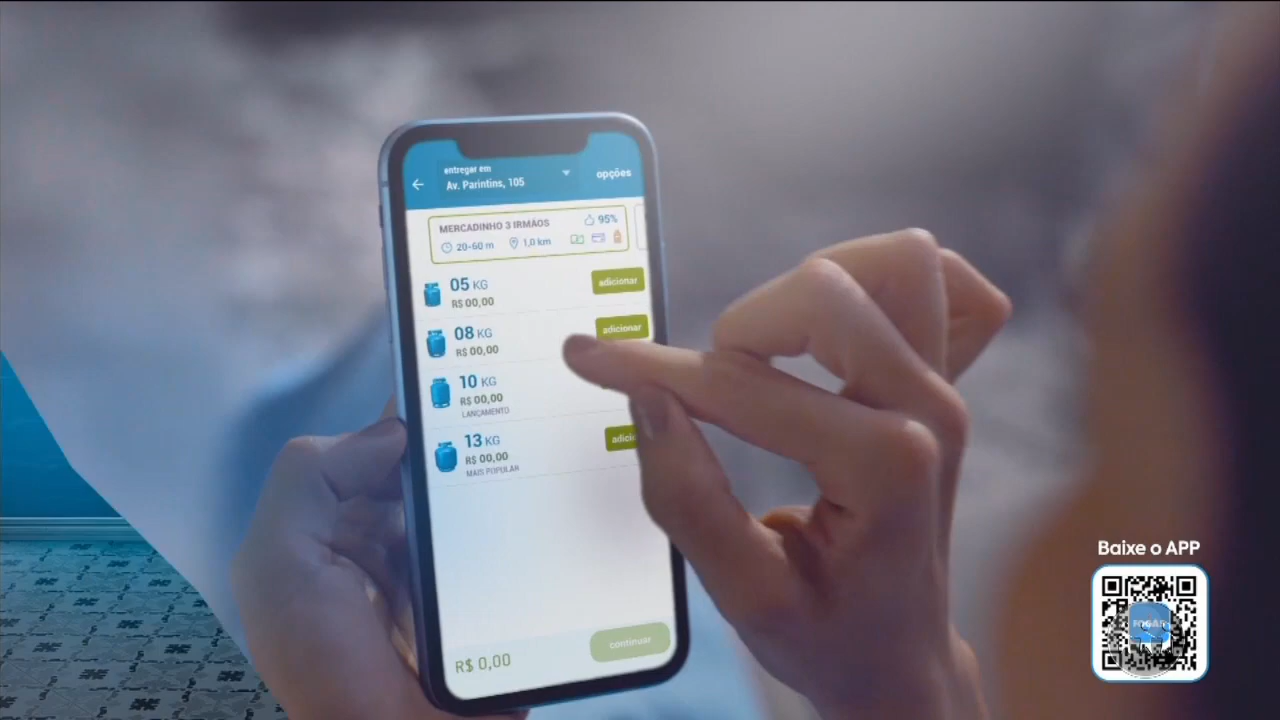 entregar em
Av. Parintins, 105
opções
MERCADINHO 3 IRMÃOS
95%
20-60 m
1,0 km
05 KG
R$ 00,00
adicionar
08 KG
R$ 00,00
adicionar
10 KG
R$ 00,00
LANÇAMENTO
13 KG
R$ 00,00
MAIS POPULAR
adici
R$ 0,00
continuar
Baixe o APP
FOGÁS